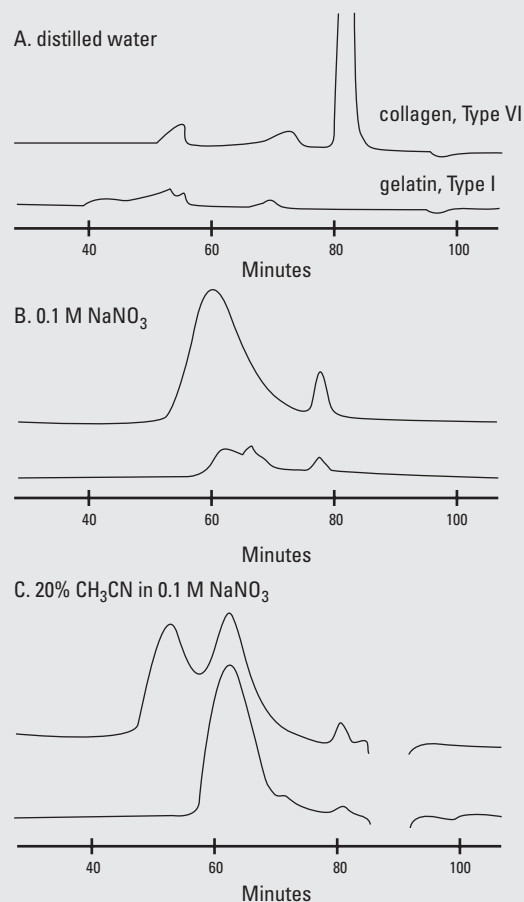 A. distilled water
collagen, Type VI
gelatin, Type I
40 60 80 100
Minutes
B. 0.1 M NaNO₃
40 60 80 100
Minutes
C. 20% CH₃CN in 0.1 M NaNO₃
40 60 80 100
Minutes